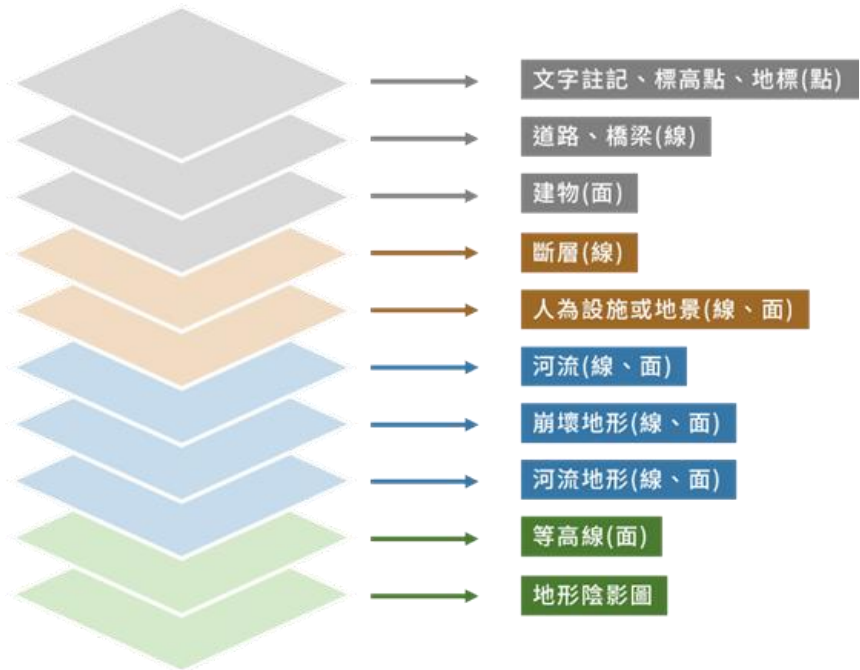 文字註記、標高點、地標(點)
道路、橋梁(線)
建物(面)
斷層(線)
人為設施或地景(線、面)
河流(線、面)
崩壞地形(線、面)
河流地形(線、面)
等高線(面)
地形陰影圖